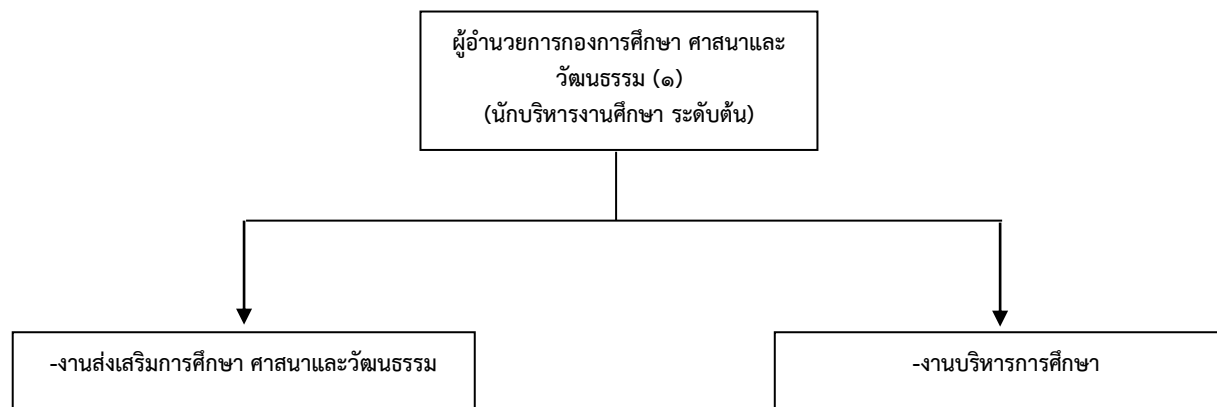 ผู้อำนวยการกองการศึกษา ศาสนาและ
วัฒนธรรม (๑)
(นักบริหารงานศึกษา ระดับต้น)
-งานส่งเสริมการศึกษา ศาสนาและวัฒนธรรม
-งานบริหารการศึกษา